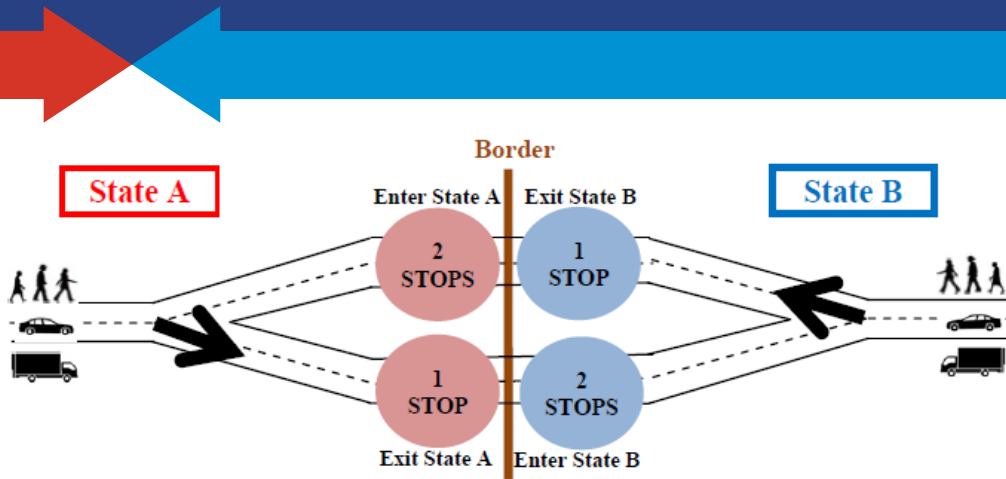 Border
State A
State B
Enter State A
Exit State B
2
STOPS
1
STOP
1
STOP
2
STOPS
Exit State A
Enter State B